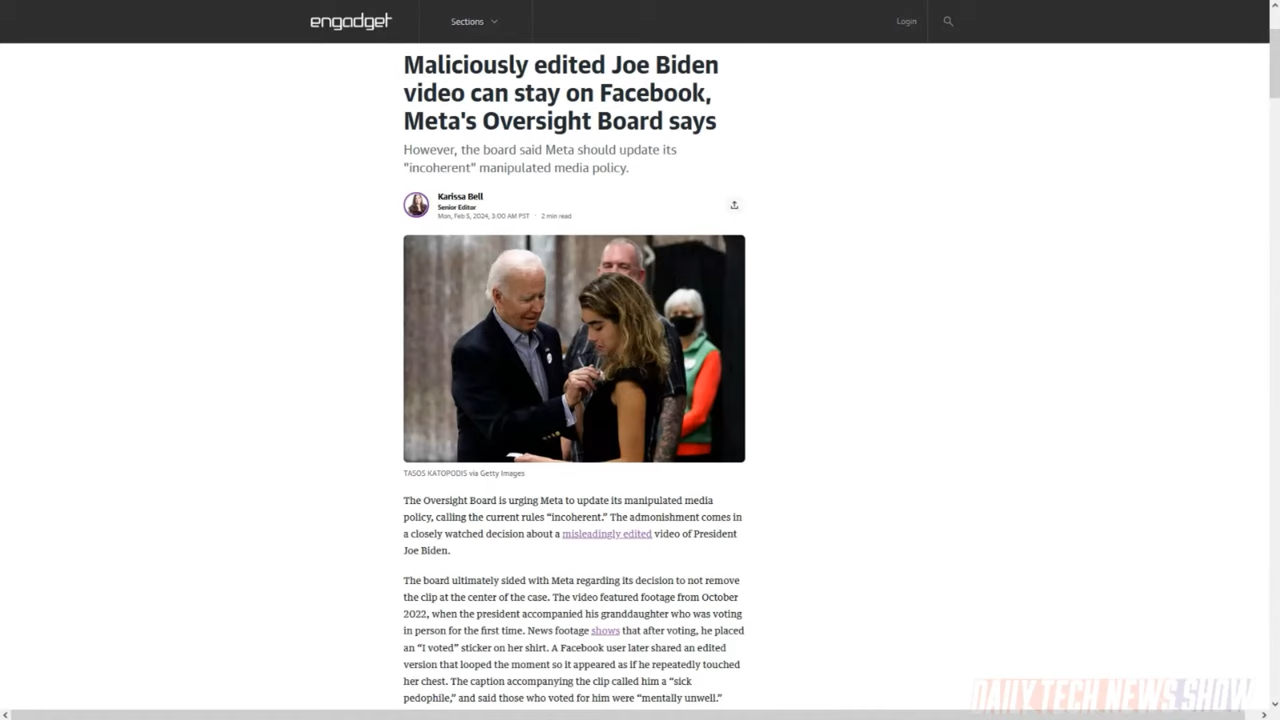 engadget
Sections
Login
Maliciously edited Joe Biden
video can stay on Facebook,
Meta's Oversight Board says
However, the board said Meta should update its
"incoherent" manipulated media policy.
Karissa Bell
Senior Editor
Mon, Feb 5, 2024, 3:00 AM PST · 2 min read
TASOS KATOPODIS via Getty Images
The Oversight Board is urging Meta to update its manipulated media
policy, calling the current rules “incoherent.” The admonishment comes in
a closely watched decision about a misleadingly edited video of President
Joe Biden.
The board ultimately sided with Meta regarding its decision to not remove
the clip at the center of the case. The video featured footage from October
2022, when the president accompanied his granddaughter who was voting
in person for the first time. News footage shows that after voting, he placed
an “I voted” sticker on her shirt. A Facebook user later shared an edited
version that looped the moment so it appeared as if he repeatedly touched
her chest. The caption accompanying the clip called him a “sick
pedophile,” and said those who voted for him were “mentally unwell.”
DAILY TECH NEWS SHOW